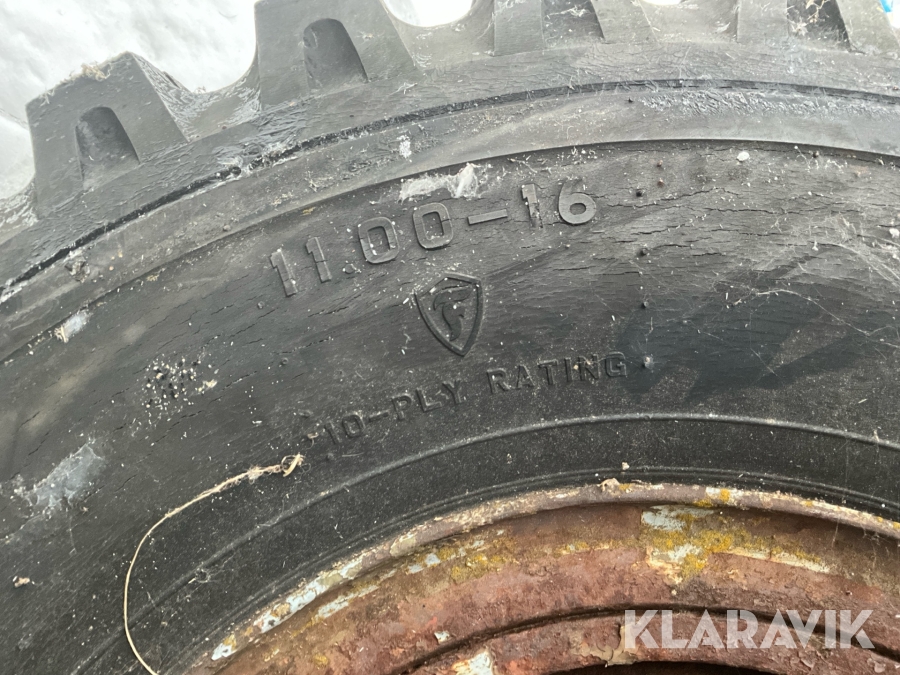 11.00-16
F
10-PLY RATING
KLARAVIK